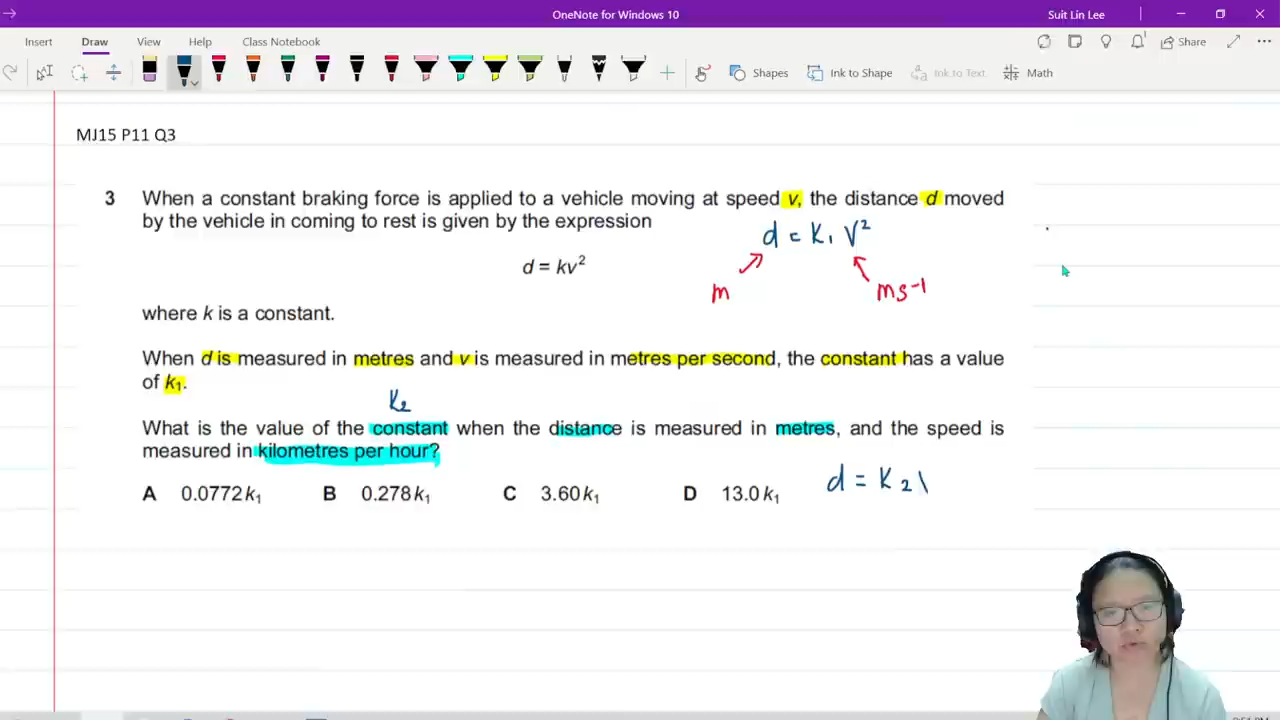 OneNote for Windows 10
Suit Lin Lee
Insert
Draw
View
Help
Class Notebook
Share
Shapes
Ink to Shape
Ink to Text
Math
MJ15 P11 Q3
3 When a constant braking force is applied to a vehicle moving at speed v, the distance d moved
by the vehicle in coming to rest is given by the expression
d = k₁ v²
d = kv²
m
ms⁻¹
where k is a constant.
When d is measured in metres and v is measured in metres per second, the constant has a value
of k₁.
k₂
What is the value of the constant when the distance is measured in metres, and the speed is
measured in kilometres per hour?
A 0.0772 k₁ B 0.278 k₁ C 3.60 k₁ D 13.0 k₁
d = k₂ \